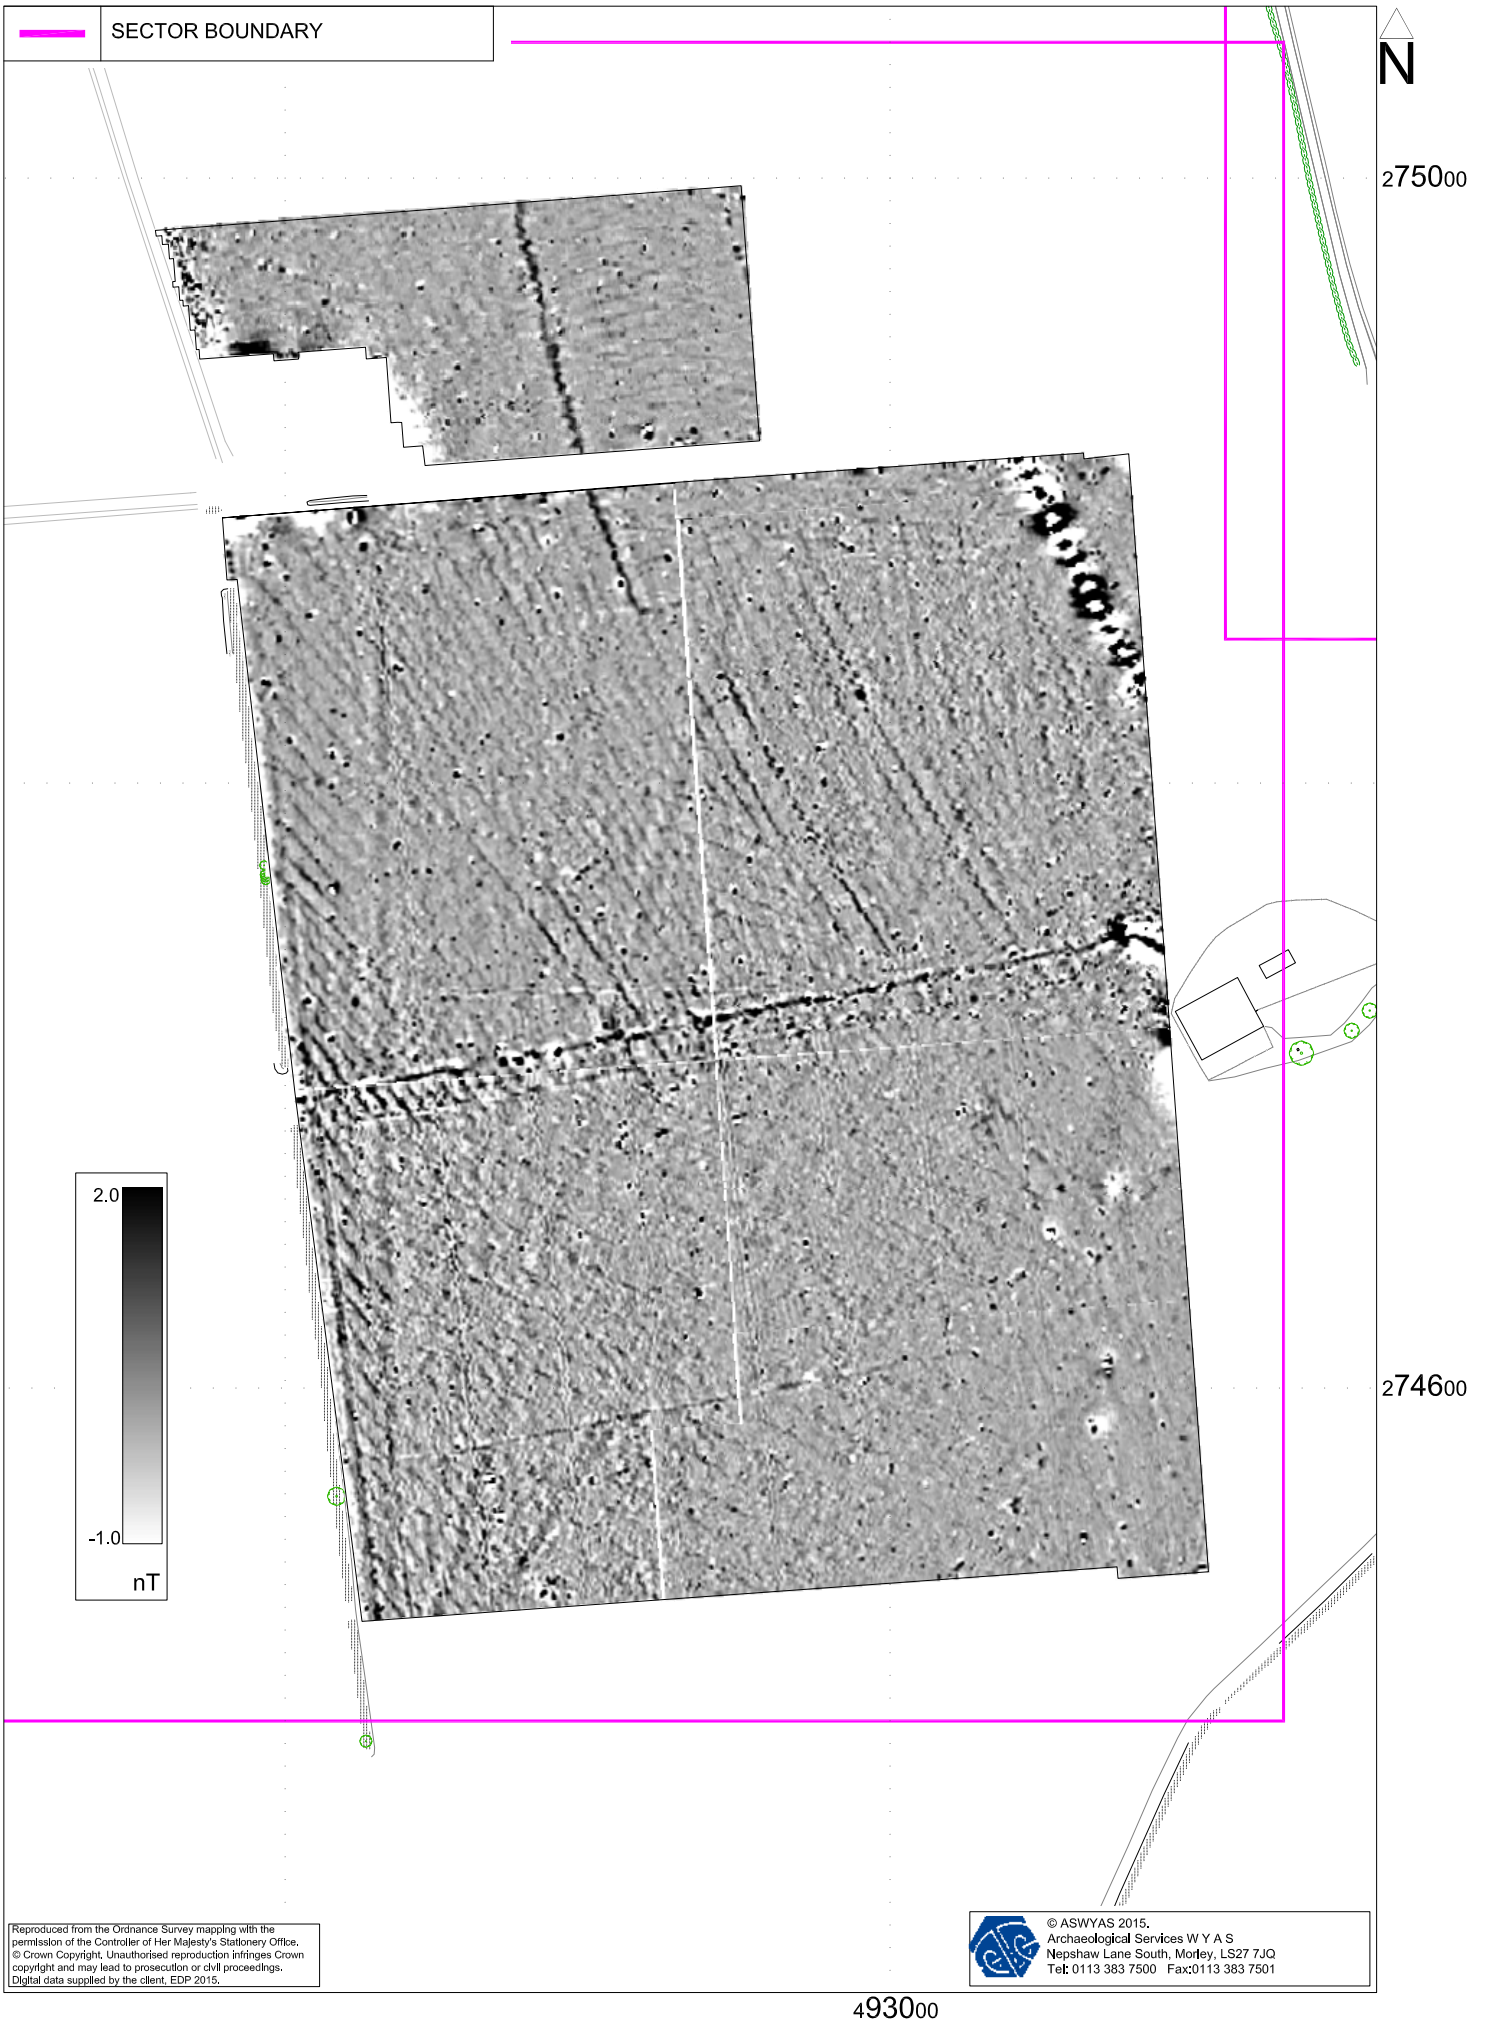 SECTOR BOUNDARY
N
275000
2.0
-1.0
nT
274600
Reproduced from the Ordnance Survey mapping with the
permission of the Controller of Her Majesty's Stationery Office.
© Crown Copyright. Unauthorised reproduction infringes Crown
copyright and may lead to prosecution or civil proceedings.
Digital data supplied by the client, EDP 2015.
© ASWYAS 2015.
Archaeological Services W Y A S
Nepshaw Lane South, Morley, LS27 7JQ
Tel: 0113 383 7500 Fax:0113 383 7501
493000